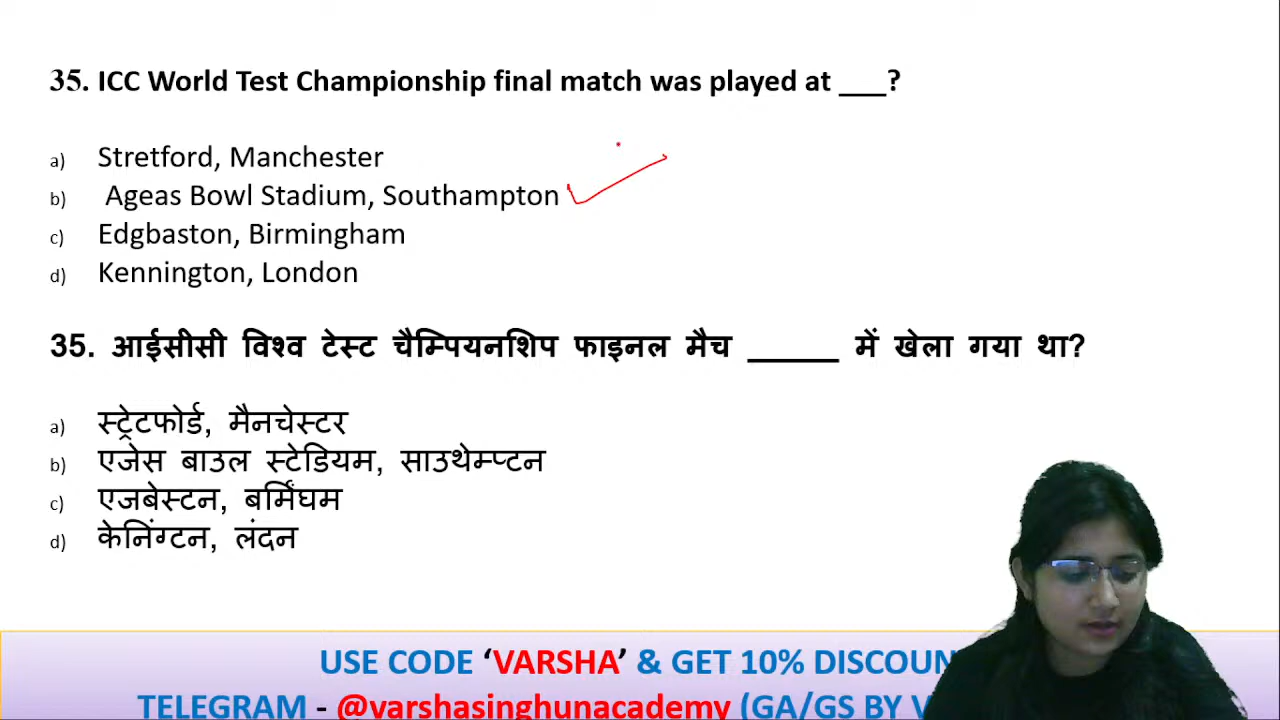 35. ICC World Test Championship final match was played at ___?
a) Stretford, Manchester
b) Ageas Bowl Stadium, Southampton
c) Edgbaston, Birmingham
d) Kennington, London
35. आईसीसी विश्व टेस्ट चैम्पियनशिप फाइनल मैच ______ में खेला गया था?
a) स्ट्रेटफोर्ड, मैनचेस्टर
b) एजेस बाउल स्टेडियम, साउथेम्प्टन
c) एजबेस्टन, बर्मिंघम
d) केनिंग्टन, लंदन
USE CODE ‘VARSHA’ & GET 10% DISCOUN
TELEGRAM - @varshasinghunacademy (GA/GS BY V